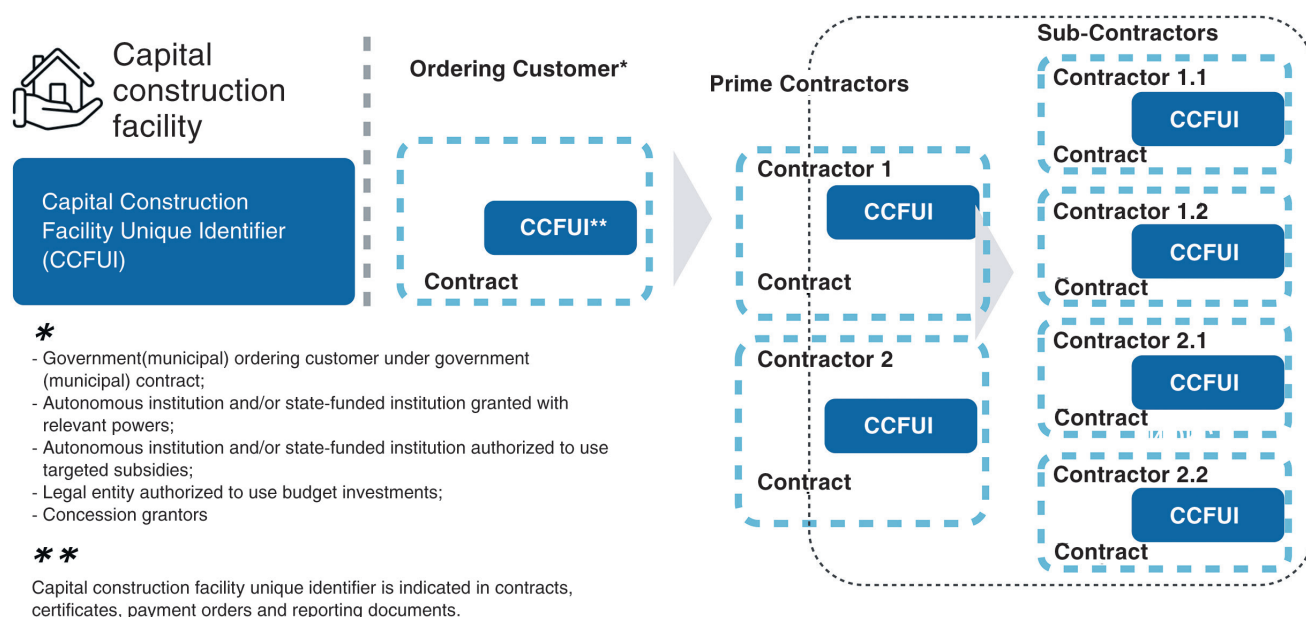 Capital
construction
facility
Capital Construction
Facility Unique Identifier
(CCFUI)
Ordering Customer*
CCFUI**
Contract
Prime Contractors
Contractor 1
CCFUI
Contract
Contractor 2
CCFUI
Contract
Sub-Contractors
Contractor 1.1
CCFUI
Contract
Contractor 1.2
CCFUI
Contract
Contractor 2.1
CCFUI
Contract
Contractor 2.2
CCFUI
Contract
*
- Government(municipal) ordering customer under government
(municipal) contract;
- Autonomous institution and/or state-funded institution granted with
relevant powers;
- Autonomous institution and/or state-funded institution authorized to use
targeted subsidies;
- Legal entity authorized to use budget investments;
- Concession grantors
**
Capital construction facility unique identifier is indicated in contracts,
certificates, payment orders and reporting documents.